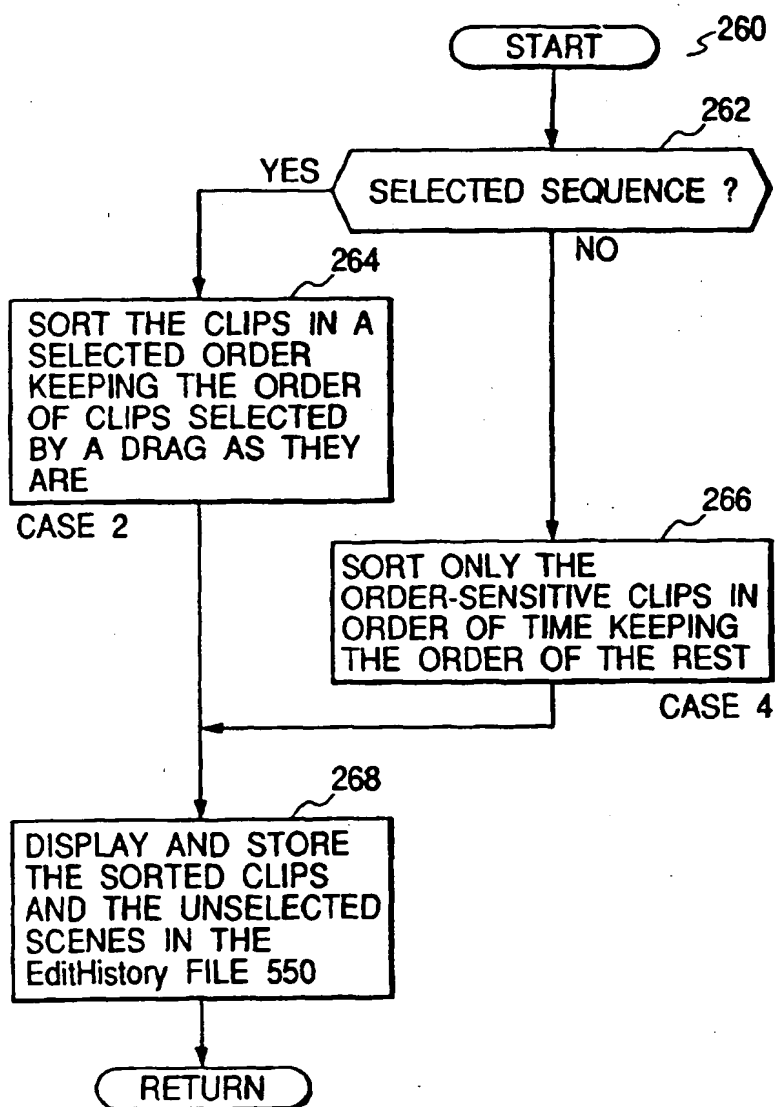 START
260
262
YES
SELECTED SEQUENCE ?
NO
264
SORT THE CLIPS IN A
SELECTED ORDER
KEEPING THE ORDER
OF CLIPS SELECTED
BY A DRAG AS THEY
ARE
CASE 2
266
SORT ONLY THE
ORDER-SENSITIVE CLIPS IN
ORDER OF TIME KEEPING
THE ORDER OF THE REST
CASE 4
268
DISPLAY AND STORE
THE SORTED CLIPS
AND THE UNSELECTED
SCENES IN THE
EditHistory FILE 550
RETURN